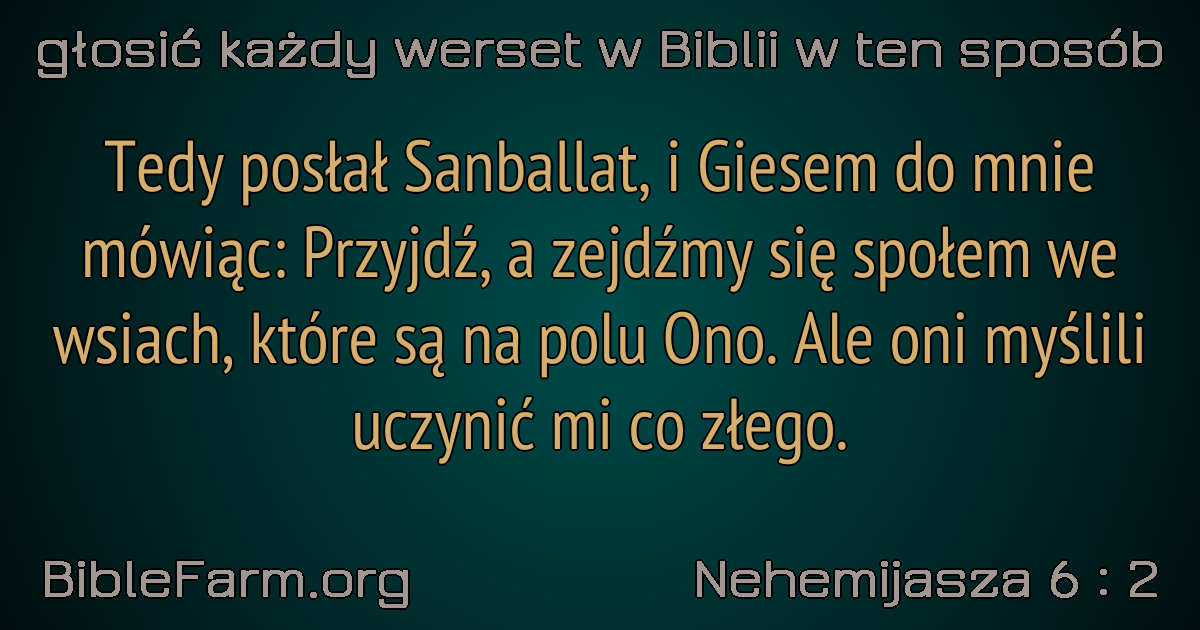 głosić każdy werset w Biblii w ten sposób
Tedy posłał Sanballat, i Giesem do mnie
mówiąc: Przyjdź, a zejdźmy się społem we
wsiach, które są na polu Ono. Ale oni myślili
uczynić mi co złego.
BibleFarm.org
Nehemijasza 6 : 2